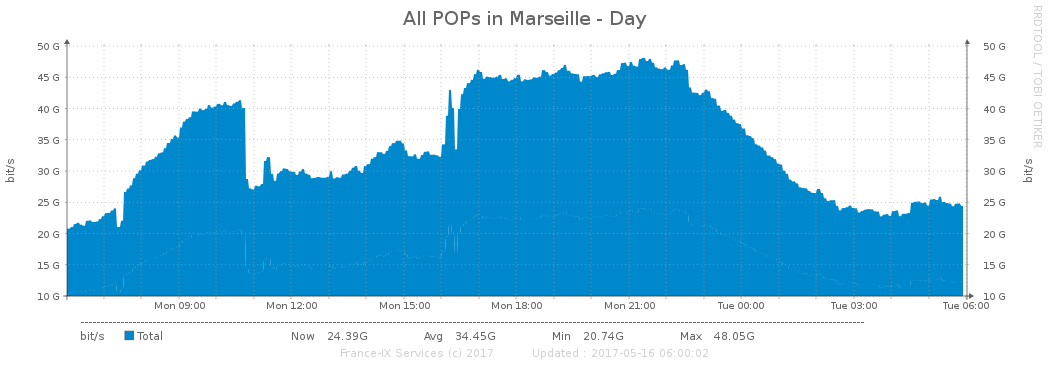 All POPs in Marseille - Day
RRDTOOL / TOBI OETIKER
bit/s
50 G
45 G
40 G
35 G
30 G
25 G
20 G
15 G
10 G
50 G
45 G
40 G
35 G
30 G
25 G
20 G
15 G
10 G
bit/s
Mon 09:00 Mon 12:00 Mon 15:00 Mon 18:00 Mon 21:00 Tue 00:00 Tue 03:00 Tue 06:00
bit/s Total Now 24.39G Avg 34.45G Min 20.74G Max 48.05G
France-IX Services (c) 2017 Updated : 2017-05-16 06:00:02